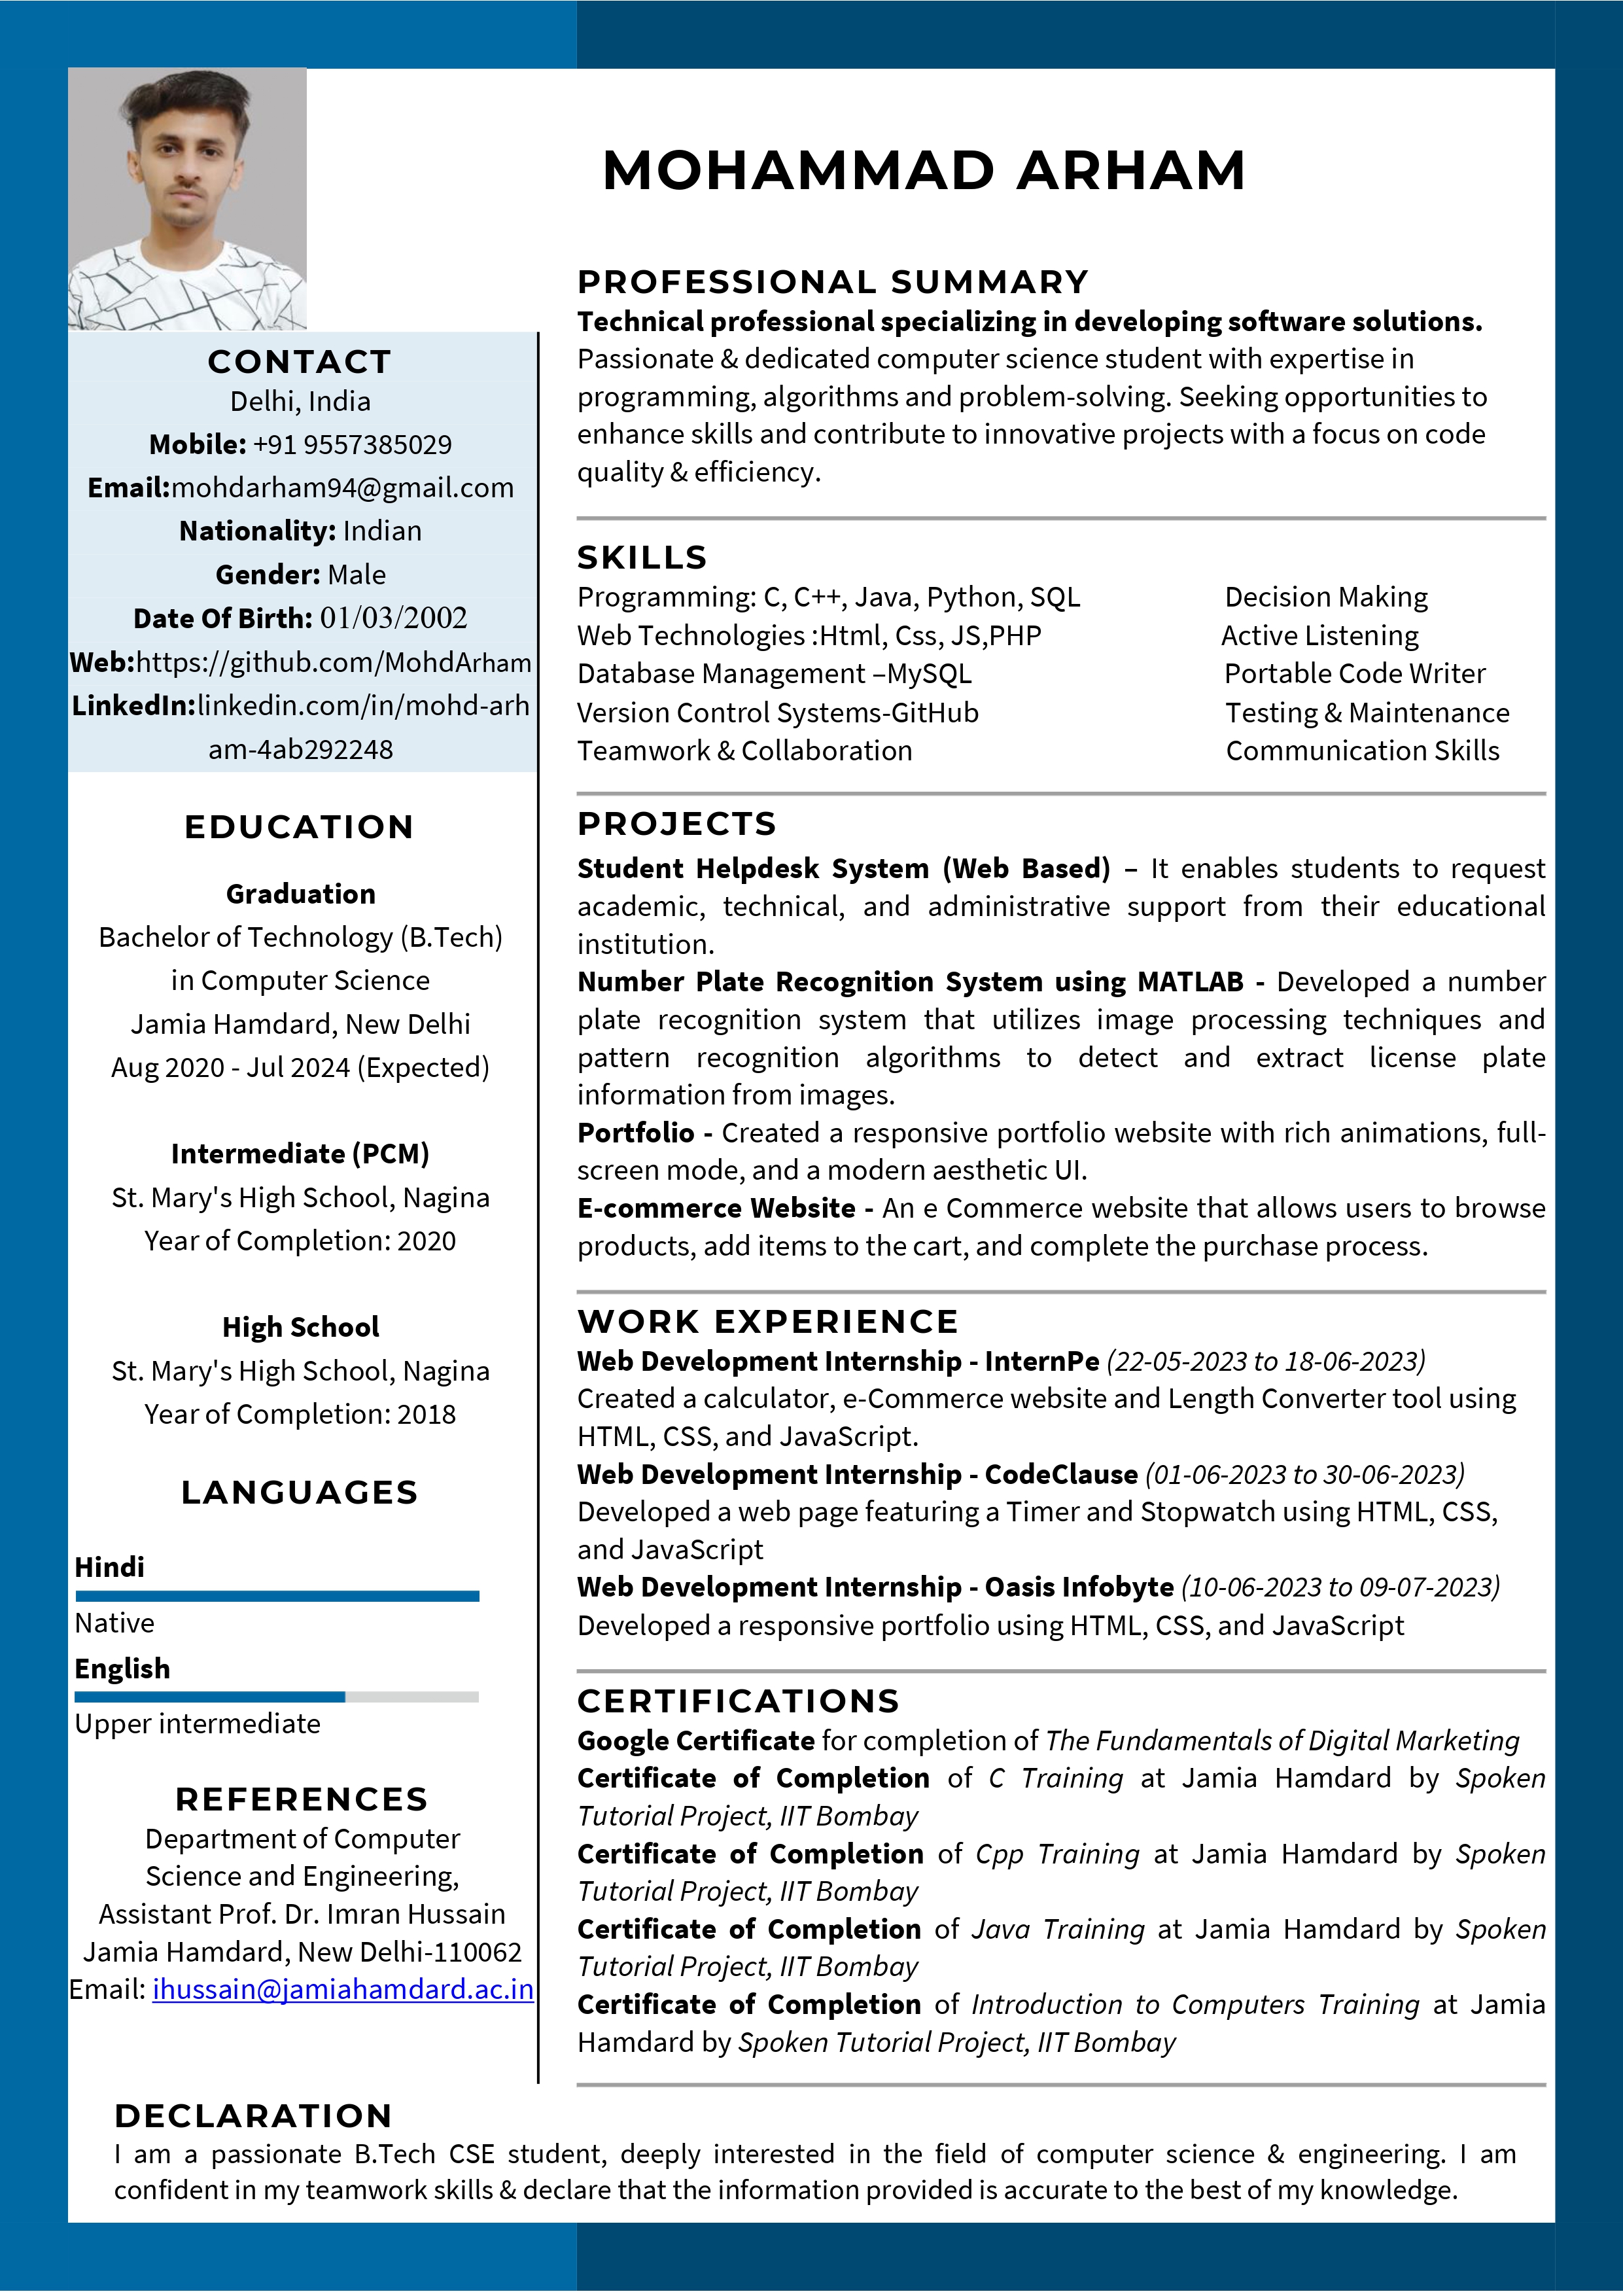 MOHAMMAD ARHAM
CONTACT
Delhi, India
Mobile: +91 9557385029
Email:mohdarham94@gmail.com
Nationality: Indian
Gender: Male
Date Of Birth: 01/03/2002
Web:https://github.com/MohdArham
LinkedIn:linkedin.com/in/mohd-arh
am-4ab292248
EDUCATION
Graduation
Bachelor of Technology (B.Tech)
in Computer Science
Jamia Hamdard, New Delhi
Aug 2020 - Jul 2024 (Expected)
Intermediate (PCM)
St. Mary's High School, Nagina
Year of Completion: 2020
High School
St. Mary's High School, Nagina
Year of Completion: 2018
LANGUAGES
Hindi
Native
English
Upper intermediate
REFERENCES
Department of Computer
Science and Engineering,
Assistant Prof. Dr. Imran Hussain
Jamia Hamdard, New Delhi-110062
Email: ihussain@jamiahamdard.ac.in
PROFESSIONAL SUMMARY
Technical professional specializing in developing software solutions.
Passionate & dedicated computer science student with expertise in
programming, algorithms and problem-solving. Seeking opportunities to
enhance skills and contribute to innovative projects with a focus on code
quality & efficiency.
SKILLS
Programming: C, C++, Java, Python, SQL Decision Making
Web Technologies :Html, Css, JS,PHP Active Listening
Database Management –MySQL Portable Code Writer
Version Control Systems-GitHub Testing & Maintenance
Teamwork & Collaboration Communication Skills
PROJECTS
Student Helpdesk System (Web Based) – It enables students to request
academic, technical, and administrative support from their educational
institution.
Number Plate Recognition System using MATLAB - Developed a number
plate recognition system that utilizes image processing techniques and
pattern recognition algorithms to detect and extract license plate
information from images.
Portfolio - Created a responsive portfolio website with rich animations, full-
screen mode, and a modern aesthetic UI.
E-commerce Website - An e Commerce website that allows users to browse
products, add items to the cart, and complete the purchase process.
WORK EXPERIENCE
Web Development Internship - InternPe (22-05-2023 to 18-06-2023)
Created a calculator, e-Commerce website and Length Converter tool using
HTML, CSS, and JavaScript.
Web Development Internship - CodeClause (01-06-2023 to 30-06-2023)
Developed a web page featuring a Timer and Stopwatch using HTML, CSS,
and JavaScript
Web Development Internship - Oasis Infobyte (10-06-2023 to 09-07-2023)
Developed a responsive portfolio using HTML, CSS, and JavaScript
CERTIFICATIONS
Google Certificate for completion of The Fundamentals of Digital Marketing
Certificate of Completion of C Training at Jamia Hamdard by Spoken
Tutorial Project, IIT Bombay
Certificate of Completion of Cpp Training at Jamia Hamdard by Spoken
Tutorial Project, IIT Bombay
Certificate of Completion of Java Training at Jamia Hamdard by Spoken
Tutorial Project, IIT Bombay
Certificate of Completion of Introduction to Computers Training at Jamia
Hamdard by Spoken Tutorial Project, IIT Bombay
DECLARATION
I am a passionate B.Tech CSE student, deeply interested in the field of computer science & engineering. I am
confident in my teamwork skills & declare that the information provided is accurate to the best of my knowledge.